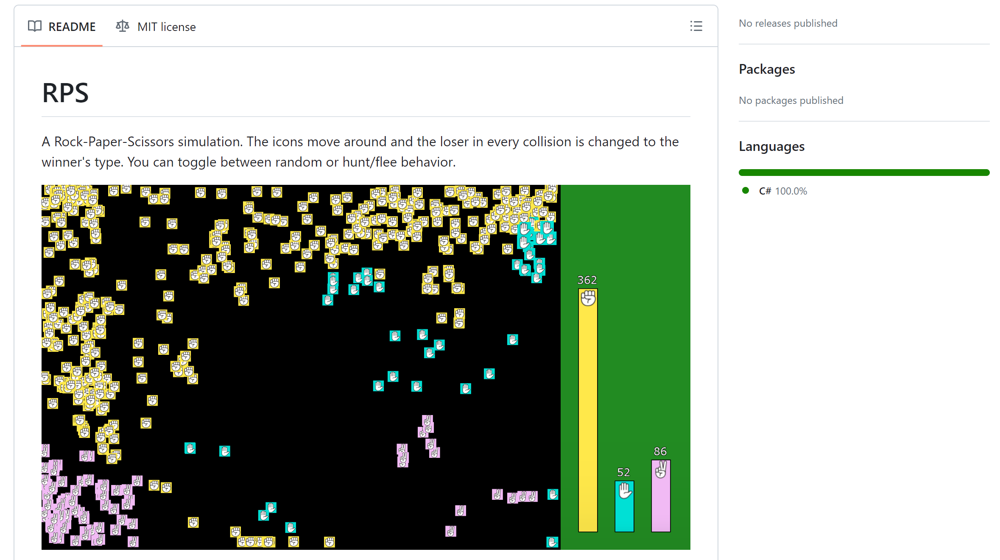 README
MIT license
RPS
A Rock-Paper-Scissors simulation. The icons move around and the loser in every collision is changed to the
winner's type. You can toggle between random or hunt/flee behavior.
362
52
86
No releases published
Packages
No packages published
Languages
C# 100.0%